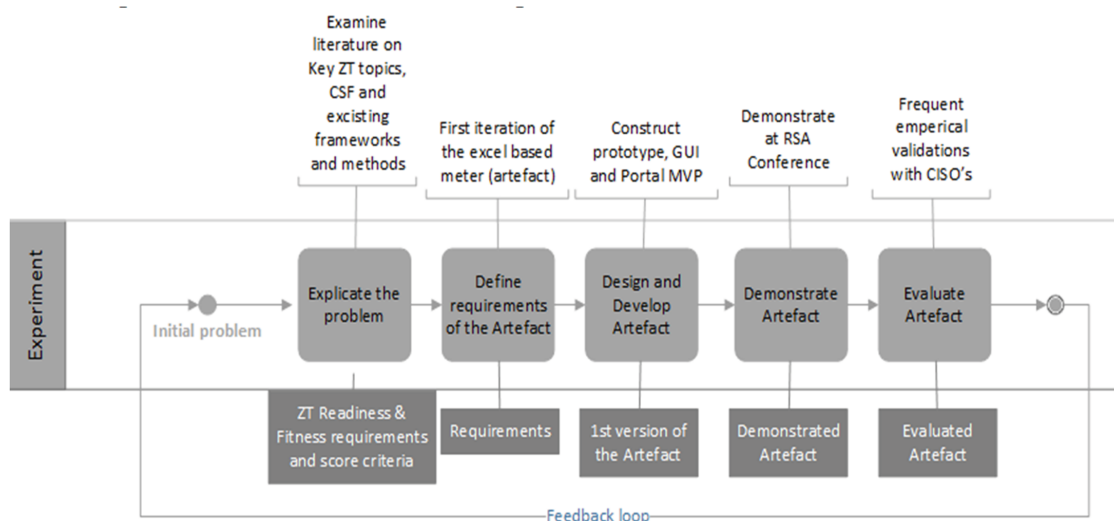 Examine
literature on
Key ZT topics,
CSF and
excisting
frameworks
and methods
First iteration of
the excel based
meter (artefact)
Construct
prototype, GUI
and Portal MVP
Demonstrate
at RSA
Conference
Frequent
emperical
validations
with CISO's
Experiment
Initial problem
Explicate the
problem
Define
requirements
of the Artefact
Design and
Develop
Artefact
Demonstrate
Artefact
Evaluate
Artefact
ZT Readiness &
Fitness requirements
and score criteria
Requirements
1st version of
the Artefact
Demonstrated
Artefact
Evaluated
Artefact
Feedback loop